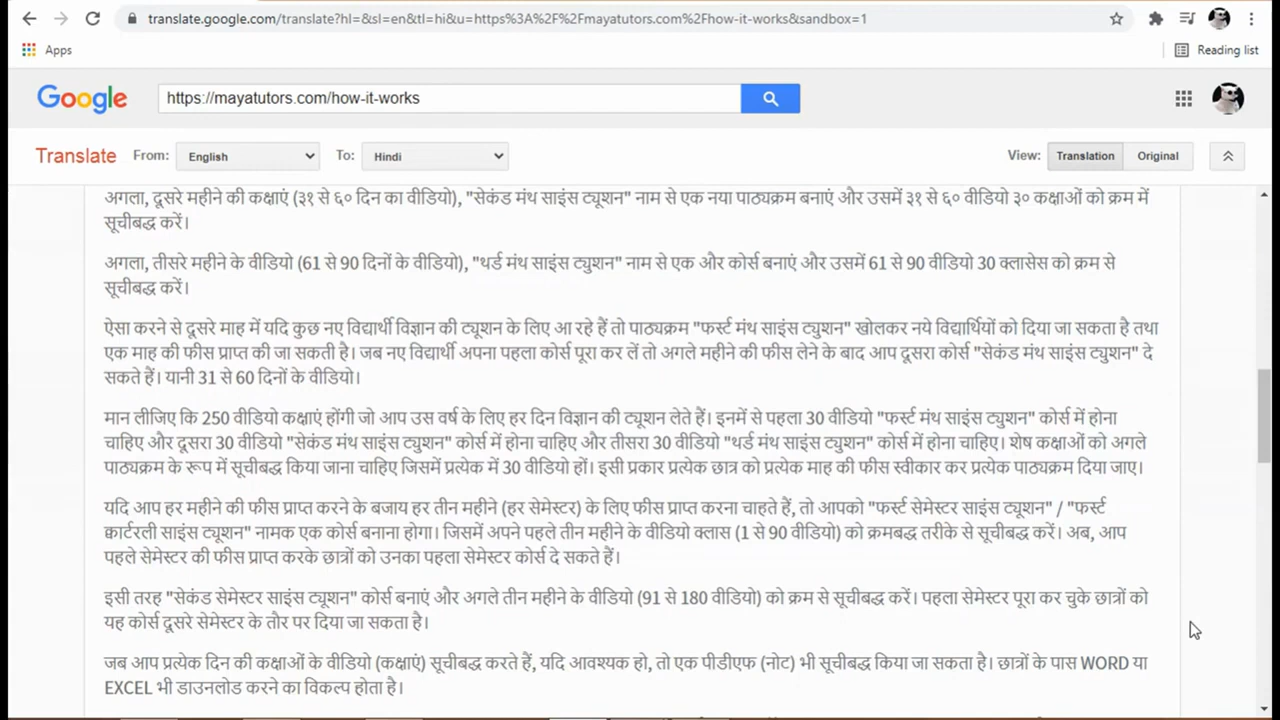 translate.google.com/translate?hl=&sl=en&tl=hi&u=https%3A%2F%2Fmayatutors.com%2Fhow-it-works&sandbox=1
Apps
Reading list
Google
https://mayatutors.com/how-it-works
Translate From: English To: Hindi View: Translation Original
अगला, दूसरे महीने की कक्षाएं (३१ से ६० दिन का वीडियो), "सेकंड मंथ साइंस ट्यूशन" नाम से एक नया पाठ्यक्रम बनाएं और उसमें ३१ से ६० वीडियो ३० कक्षाओं को क्रम में
सूचीबद्ध करें।
अगला, तीसरे महीने के वीडियो (61 से 90 दिनों के वीडियो), "थर्ड मंथ साइंस ट्युशन" नाम से एक और कोर्स बनाएं और उसमें 61 से 90 वीडियो 30 क्लासेस को क्रम से
सूचीबद्ध करें।
ऐसा करने से दूसरे माह में यदि कुछ नए विद्यार्थी विज्ञान की ट्यूशन के लिए आ रहे हैं तो पाठ्यक्रम "फर्स्ट मंथ साइंस ट्युशन" खोलकर नये विद्यार्थियों को दिया जा सकता है तथा
एक माह की फीस प्राप्त की जा सकती है। जब नए विद्यार्थी अपना पहला कोर्स पूरा कर लें तो अगले महीने की फीस लेने के बाद आप दूसरा कोर्स "सेकंड मंथ साइंस ट्युशन" दे
सकते हैं। यानी 31 से 60 दिनों के वीडियो।
मान लीजिए कि 250 वीडियो कक्षाएं होंगी जो आप उस वर्ष के लिए हर दिन विज्ञान की ट्यूशन लेते हैं। इनमें से पहला 30 वीडियो "फर्स्ट मंथ साइंस ट्युशन" कोर्स में होना
चाहिए और दूसरा 30 वीडियो "सेकंड मंथ साइंस ट्युशन" कोर्स में होना चाहिए और तीसरा 30 वीडियो "थर्ड मंथ साइंस ट्युशन" कोर्स में होना चाहिए। शेष कक्षाओं को अगले
पाठ्यक्रम के रूप में सूचीबद्ध किया जाना चाहिए जिसमें प्रत्येक में 30 वीडियो हों। इसी प्रकार प्रत्येक छात्र को प्रत्येक माह की फीस स्वीकार कर प्रत्येक पाठ्यक्रम दिया जाए।
यदि आप हर महीने की फीस प्राप्त करने के बजाय हर तीन महीने (हर सेमेस्टर) के लिए फीस प्राप्त करना चाहते हैं, तो आपको "फर्स्ट सेमेस्टर साइंस ट्यूशन" / "फर्स्ट
क्वार्टरली साइंस ट्यूशन" नामक एक कोर्स बनाना होगा। जिसमें अपने पहले तीन महीने के वीडियो क्लास (1 से 90 वीडियो) को क्रमबद्ध तरीके से सूचीबद्ध करें। अब, आप
पहले सेमेस्टर की फीस प्राप्त करके छात्रों को उनका पहला सेमेस्टर कोर्स दे सकते हैं।
इसी तरह "सेकंड सेमेस्टर साइंस ट्यूशन" कोर्स बनाएं और अगले तीन महीने के वीडियो (91 से 180 वीडियो) को क्रम से सूचीबद्ध करें। पहला सेमेस्टर पूरा कर चुके छात्रों को
यह कोर्स दूसरे सेमेस्टर के तौर पर दिया जा सकता है।
जब आप प्रत्येक दिन की कक्षाओं के वीडियो (कक्षाएं) सूचीबद्ध करते हैं, यदि आवश्यक हो, तो एक पीडीएफ (नोट) भी सूचीबद्ध किया जा सकता है। छात्रों के पास WORD या
EXCEL भी डाउनलोड करने का विकल्प होता है।